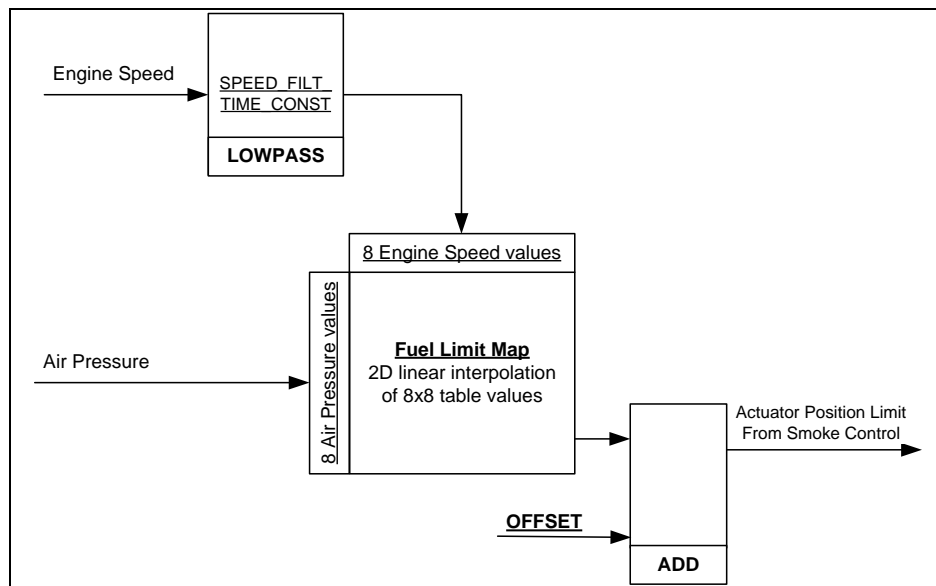 Engine Speed
SPEED_FILT_
TIME_CONST
LOWPASS
8 Engine Speed values
8 Air Pressure values
Air Pressure
Fuel Limit Map
2D linear interpolation
of 8x8 table values
Actuator Position Limit
From Smoke Control
OFFSET
ADD